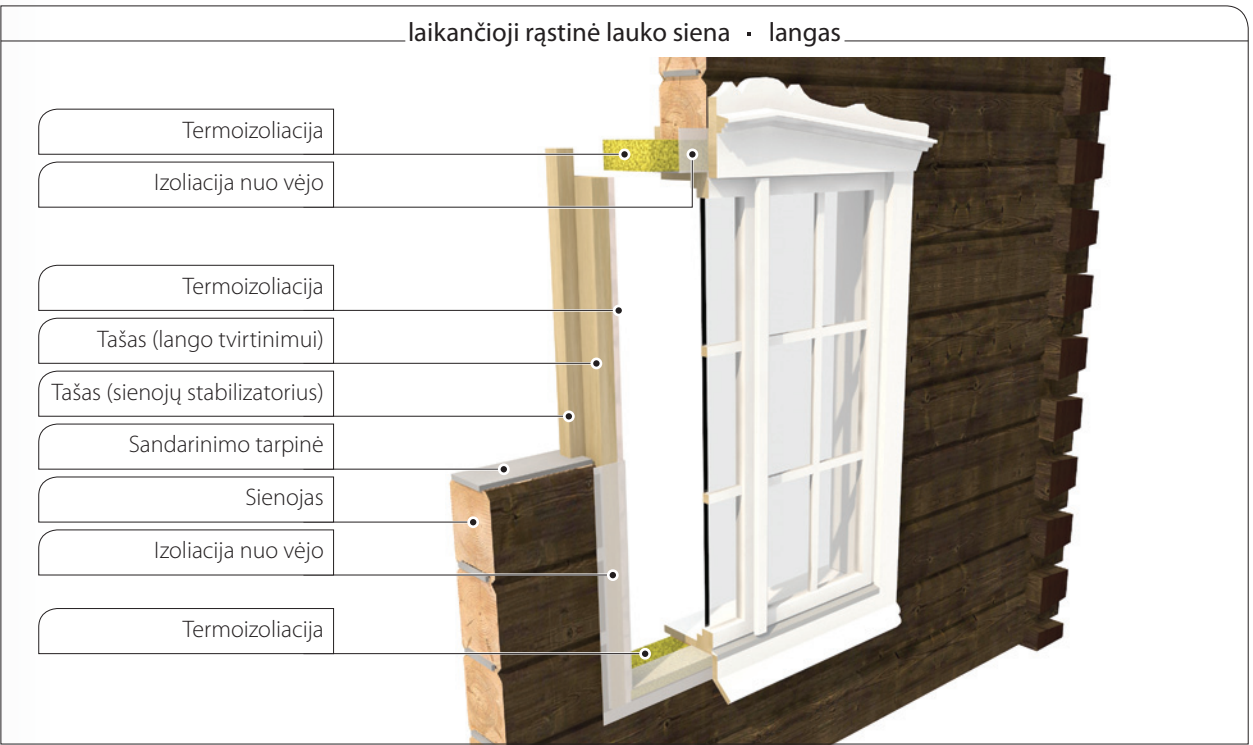 laikančioji rąstinė lauko siena · langas
Termoizoliacija
Izoliacija nuo vėjo
Termoizoliacija
Tašas (lango tvirtinimui)
Tašas (sienojų stabilizatorius)
Sandarinimo tarpinė
Sienojas
Izoliacija nuo vėjo
Termoizoliacija